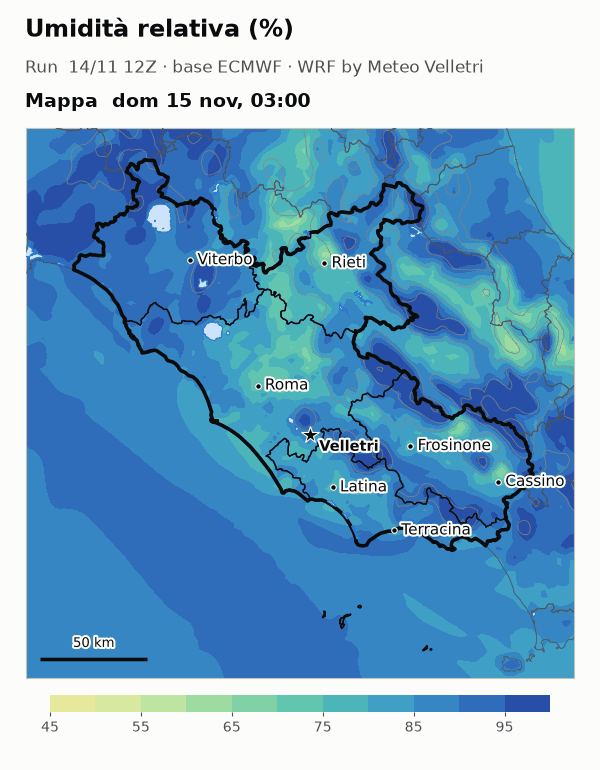 Umidità relativa (%)
Run  14/11 12Z · base ECMWF · WRF by Meteo Velletri
Mappa  dom 15 nov, 03:00
Viterbo
Rieti
Roma
Velletri
Frosinone
Cassino
Latina
Terracina
50 km
45 55 65 75 85 95